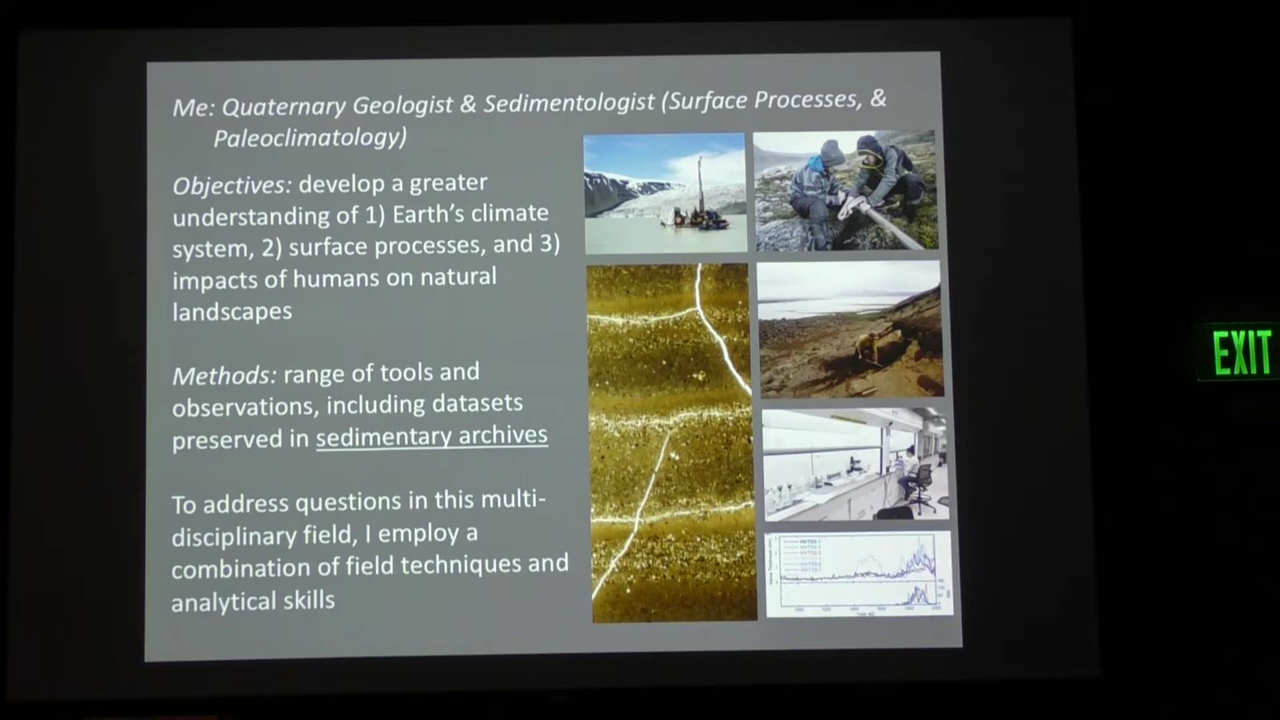 Me: Quaternary Geologist & Sedimentologist (Surface Processes, &
Paleoclimatology)
Objectives: develop a greater
understanding of 1) Earth's climate
system, 2) surface processes, and 3)
impacts of humans on natural
landscapes
Methods: range of tools and
observations, including datasets
preserved in sedimentary archives
To address questions in this multi-
disciplinary field, I employ a
combination of field techniques and
analytical skills
EXIT